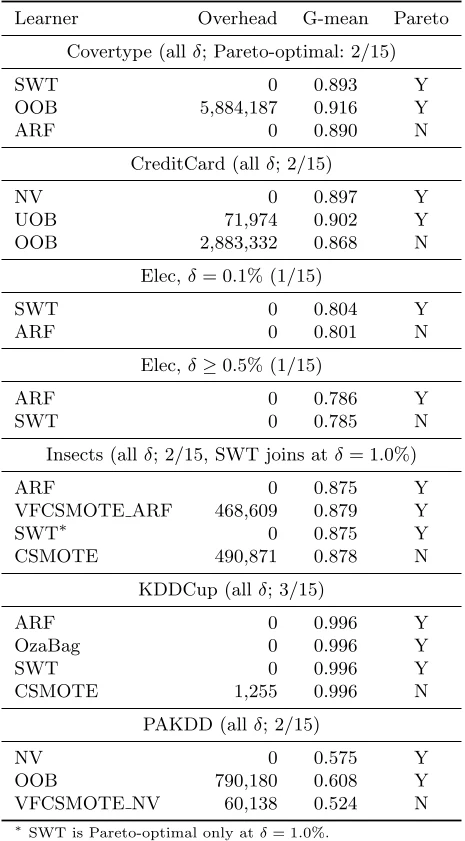 Learner Overhead G-mean Pareto
Covertype (all δ; Pareto-optimal: 2/15)
SWT 0 0.893 Y
OOB 5,884,187 0.916 Y
ARF 0 0.890 N
CreditCard (all δ; 2/15)
NV 0 0.897 Y
UOB 71,974 0.902 Y
OOB 2,883,332 0.868 N
Elec, δ = 0.1% (1/15)
SWT 0 0.804 Y
ARF 0 0.801 N
Elec, δ ≥ 0.5% (1/15)
ARF 0 0.786 Y
SWT 0 0.785 N
Insects (all δ; 2/15, SWT joins at δ = 1.0%)
ARF 0 0.875 Y
VFCSMOTE_ARF 468,609 0.879 Y
SWT* 0 0.875 Y
CSMOTE 490,871 0.878 N
KDDCup (all δ; 3/15)
ARF 0 0.996 Y
OzaBag 0 0.996 Y
SWT 0 0.996 Y
CSMOTE 1,255 0.996 N
PAKDD (all δ; 2/15)
NV 0 0.575 Y
OOB 790,180 0.608 Y
VFCSMOTE_NV 60,138 0.524 N
* SWT is Pareto-optimal only at δ = 1.0%.